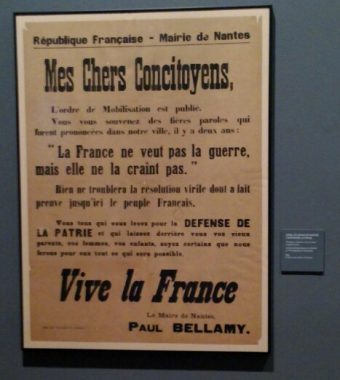 République Française - Mairie de Nantes
Mes Chers Concitoyens,
L'ordre de Mobilisation est publié.
Vous vous souvenez des fières paroles qui
furent prononcées dans notre ville, il y a deux ans :
"La France ne veut pas la guerre,
mais elle ne la craint pas."
Rien ne troublera la résolution virile dont a fait
preuve jusqu'ici le peuple Français.
Vous tous qui vous levez pour la DEFENSE DE
LA PATRIE et qui laissez derrière vous vos vieux
parents, vos femmes, vos enfants, soyez certains que nous
ferons pour eux tout ce qui sera possible.
Vive la France
Le Maire de Nantes,
PAUL BELLAMY.